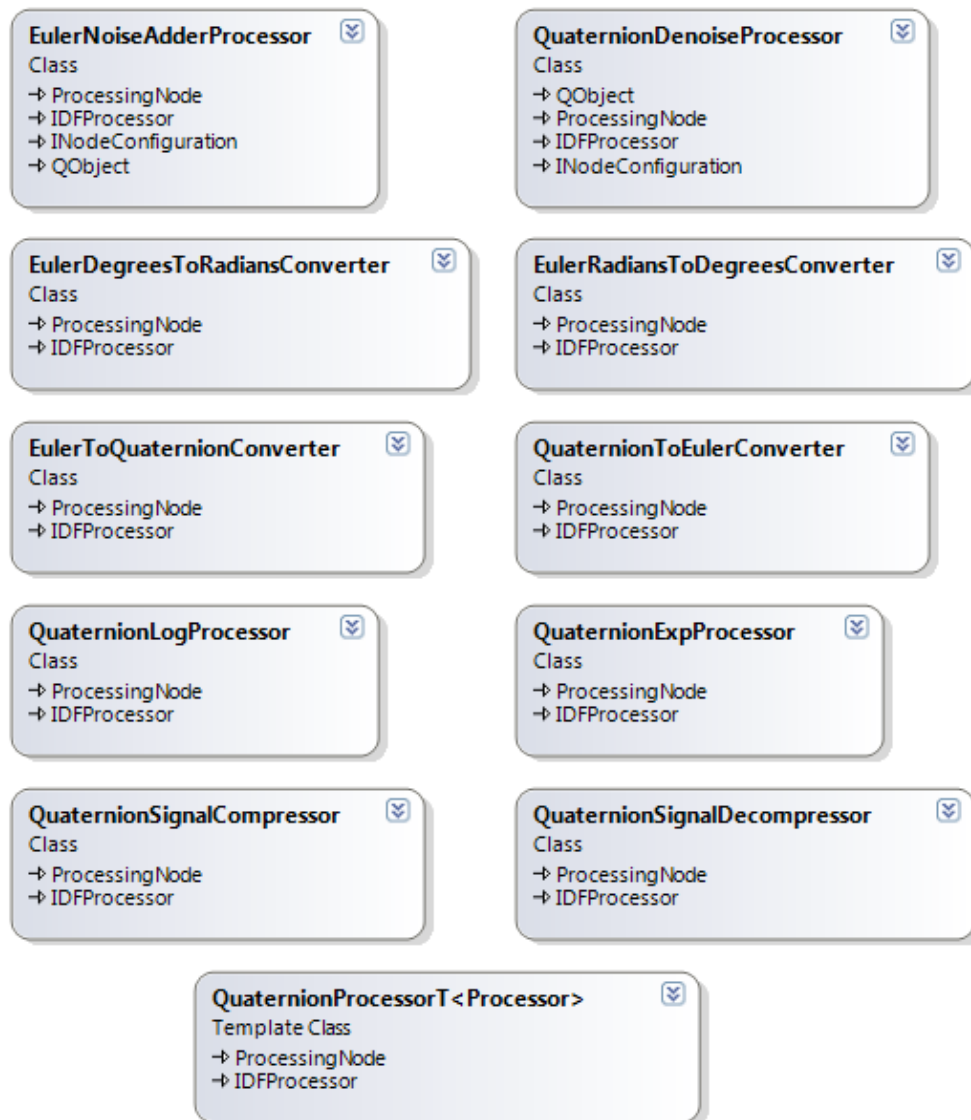 EulerNoiseAdderProcessor
Class
ProcessingNode
IDFProcessor
INodeConfiguration
QObject
QuaternionDenoiseProcessor
Class
QObject
ProcessingNode
IDFProcessor
INodeConfiguration
EulerDegreesToRadiansConverter
Class
ProcessingNode
IDFProcessor
EulerRadiansToDegreesConverter
Class
ProcessingNode
IDFProcessor
EulerToQuaternionConverter
Class
ProcessingNode
IDFProcessor
QuaternionToEulerConverter
Class
ProcessingNode
IDFProcessor
QuaternionLogProcessor
Class
ProcessingNode
IDFProcessor
QuaternionExpProcessor
Class
ProcessingNode
IDFProcessor
QuaternionSignalCompressor
Class
ProcessingNode
IDFProcessor
QuaternionSignalDecompressor
Class
ProcessingNode
IDFProcessor
QuaternionProcessorT<Processor>
Template Class
ProcessingNode
IDFProcessor